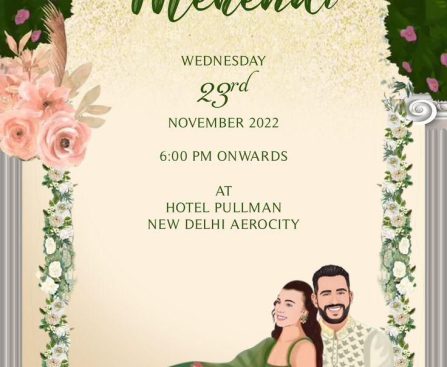 Mehendi
WEDNESDAY
23rd
NOVEMBER 2022
6:00 PM ONWARDS
AT
HOTEL PULLMAN
NEW DELHI AEROCITY